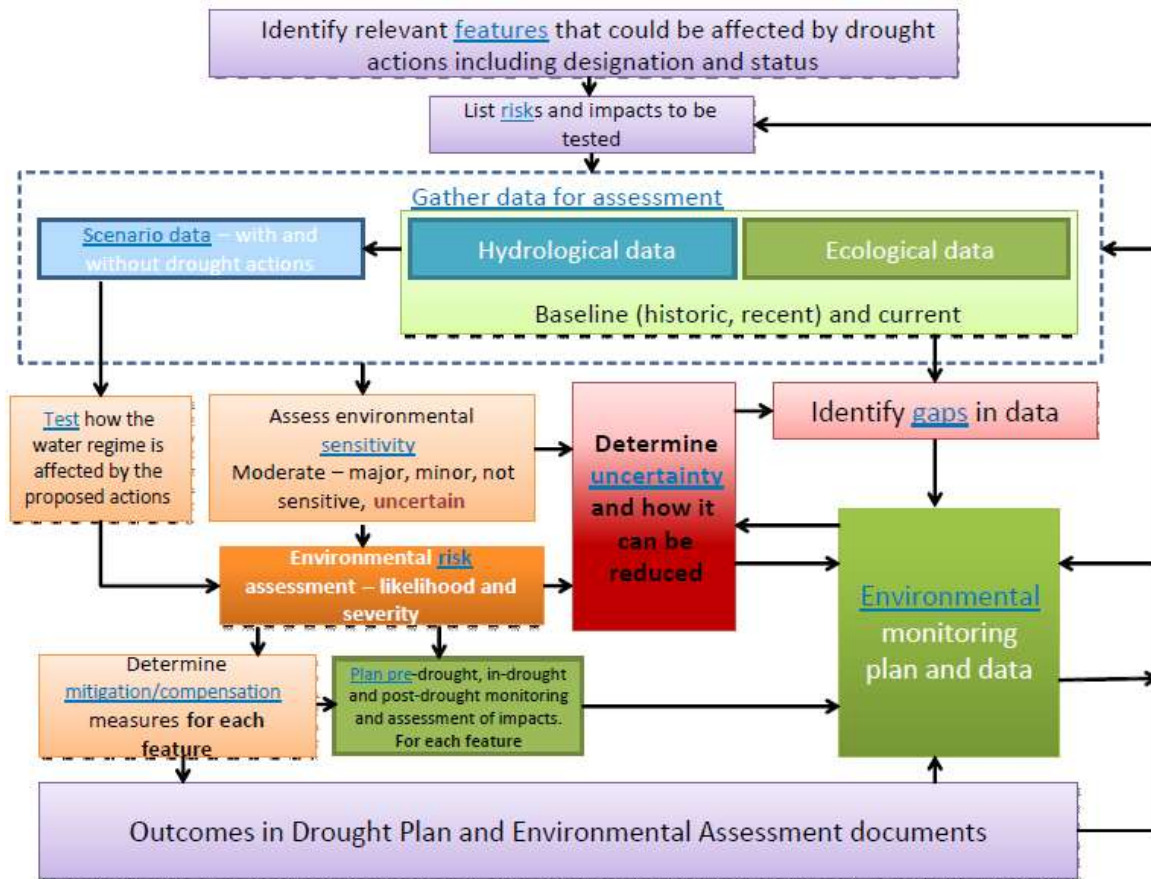 Identify relevant features that could be affected by drought
actions including designation and status
List risks and impacts to be
tested
Gather data for assessment
Scenario data – with and
without drought actions
Hydrological data
Ecological data
Baseline (historic, recent) and current
Test how the
water regime is
affected by the
proposed actions
Assess environmental
sensitivity
Moderate – major, minor, not
sensitive, uncertain
Determine
uncertainty
and how it
can be
reduced
Identify gaps in data
Environmental risk
assessment – likelihood and
severity
Environmental
monitoring
plan and data
Determine
mitigation/compensation
measures for each
feature
Plan pre-drought, in-drought
and post-drought monitoring
and assessment of impacts.
For each feature
Outcomes in Drought Plan and Environmental Assessment documents